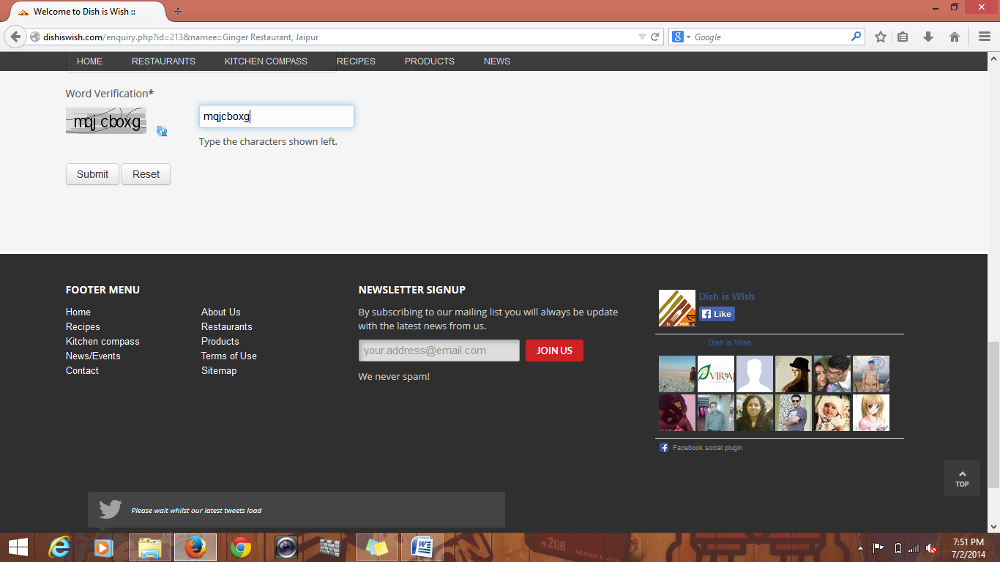 Welcome to Dish is Wish ::
dishiswish.com/enquiry.php?id=213&namee=Ginger Restaurant, Jaipur
Google
HOME RESTAURANTS KITCHEN COMPASS RECIPES PRODUCTS NEWS
Word Verification*
mqj cboxg
mqjcboxg
Type the characters shown left.
Submit Reset
FOOTER MENU
Home
Recipes
Kitchen compass
News/Events
Contact
About Us
Restaurants
Products
Terms of Use
Sitemap
NEWSLETTER SIGNUP
By subscribing to our mailing list you will always be update
with the latest news from us.
your.address@email.com JOIN US
We never spam!
Dish is Wish
Like
Dish is Wish
VIRAJ
Facebook social plugin
TOP
Please wait whilst our latest tweets load
2GB
7:51 PM
7/2/2014